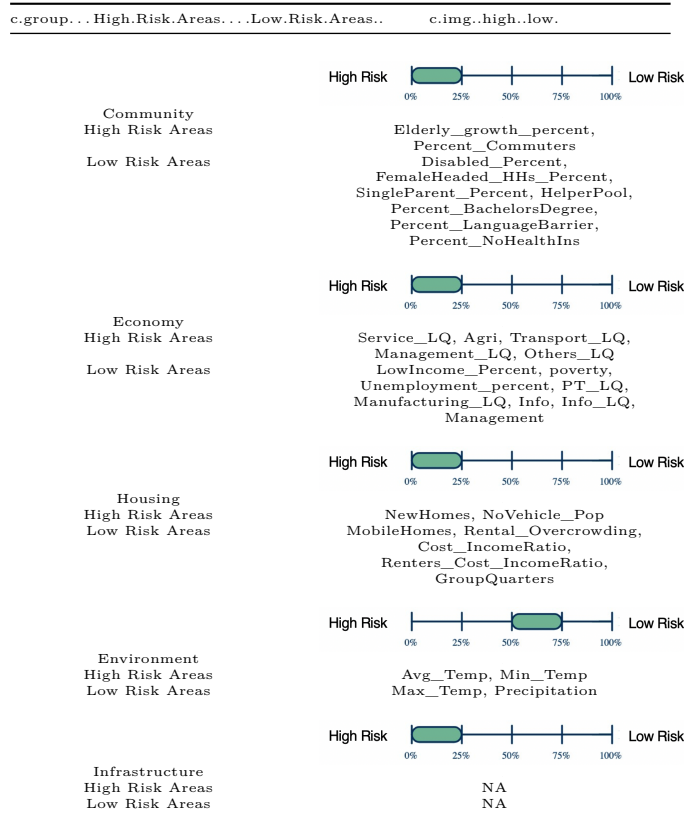 c.group...High.Risk.Areas....Low.Risk.Areas.. c.img..high..low.
High Risk Low Risk
0% 25% 50% 75% 100%
Community
High Risk Areas Elderly_growth_percent,
Percent_Commuters
Low Risk Areas Disabled_Percent,
FemaleHeaded_HHs_Percent,
SingleParent_Percent, HelperPool,
Percent_BachelorsDegree,
Percent_LanguageBarrier,
Percent_NoHealthIns
High Risk Low Risk
0% 25% 50% 75% 100%
Economy
High Risk Areas Service_LQ, Agri, Transport_LQ,
Management_LQ, Others_LQ
Low Risk Areas LowIncome_Percent, poverty,
Unemployment_percent, PT_LQ,
Manufacturing_LQ, Info, Info_LQ,
Management
High Risk Low Risk
0% 25% 50% 75% 100%
Housing
High Risk Areas NewHomes, NoVehicle_Pop
Low Risk Areas MobileHomes, Rental_Overcrowding,
Cost_IncomeRatio,
Renters_Cost_IncomeRatio,
GroupQuarters
High Risk Low Risk
0% 25% 50% 75% 100%
Environment
High Risk Areas Avg_Temp, Min_Temp
Low Risk Areas Max_Temp, Precipitation
High Risk Low Risk
0% 25% 50% 75% 100%
Infrastructure
High Risk Areas NA
Low Risk Areas NA